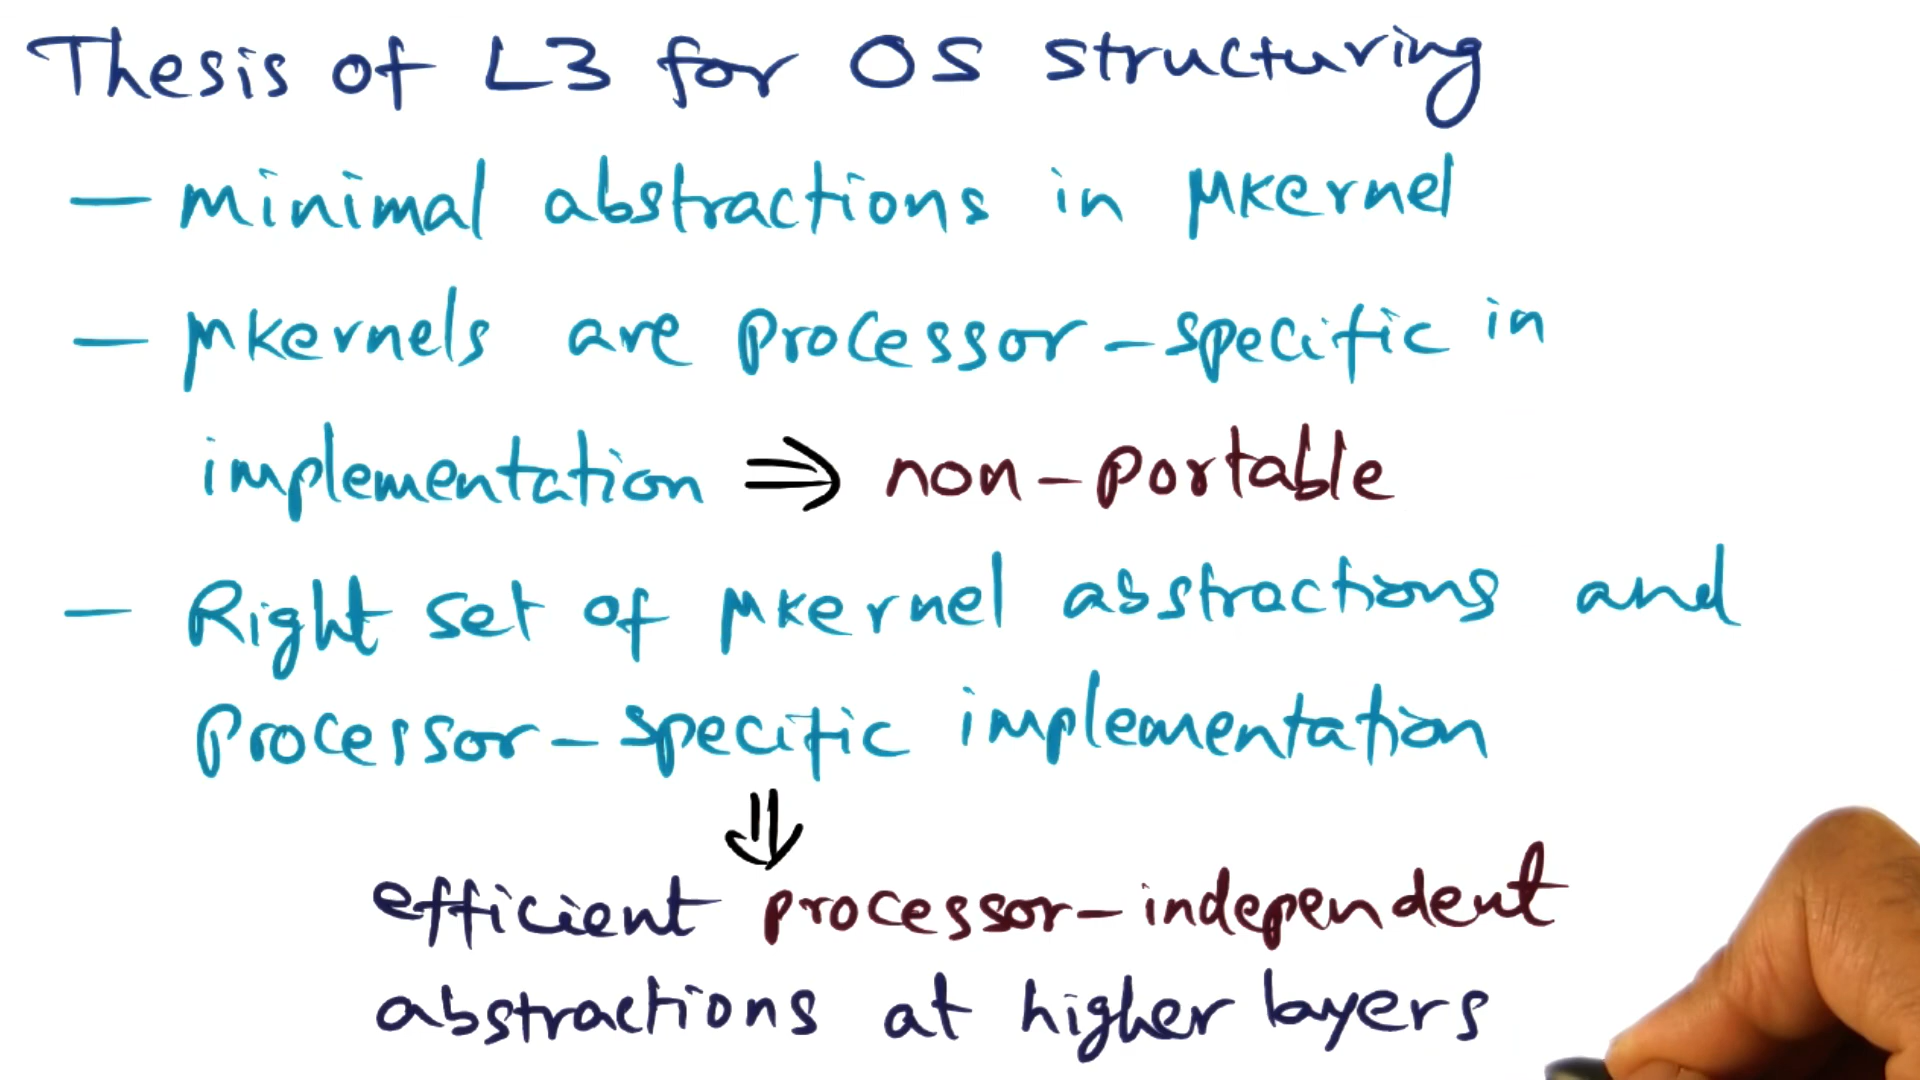 Thesis of L3 for OS structuring
- minimal abstractions in μkernel
- μkernels are processor-specific in
implementation ⇒ non-portable
- Right set of μkernel abstractions and
processor-specific implementation
⇓
efficient processor-independent
abstractions at higher layers